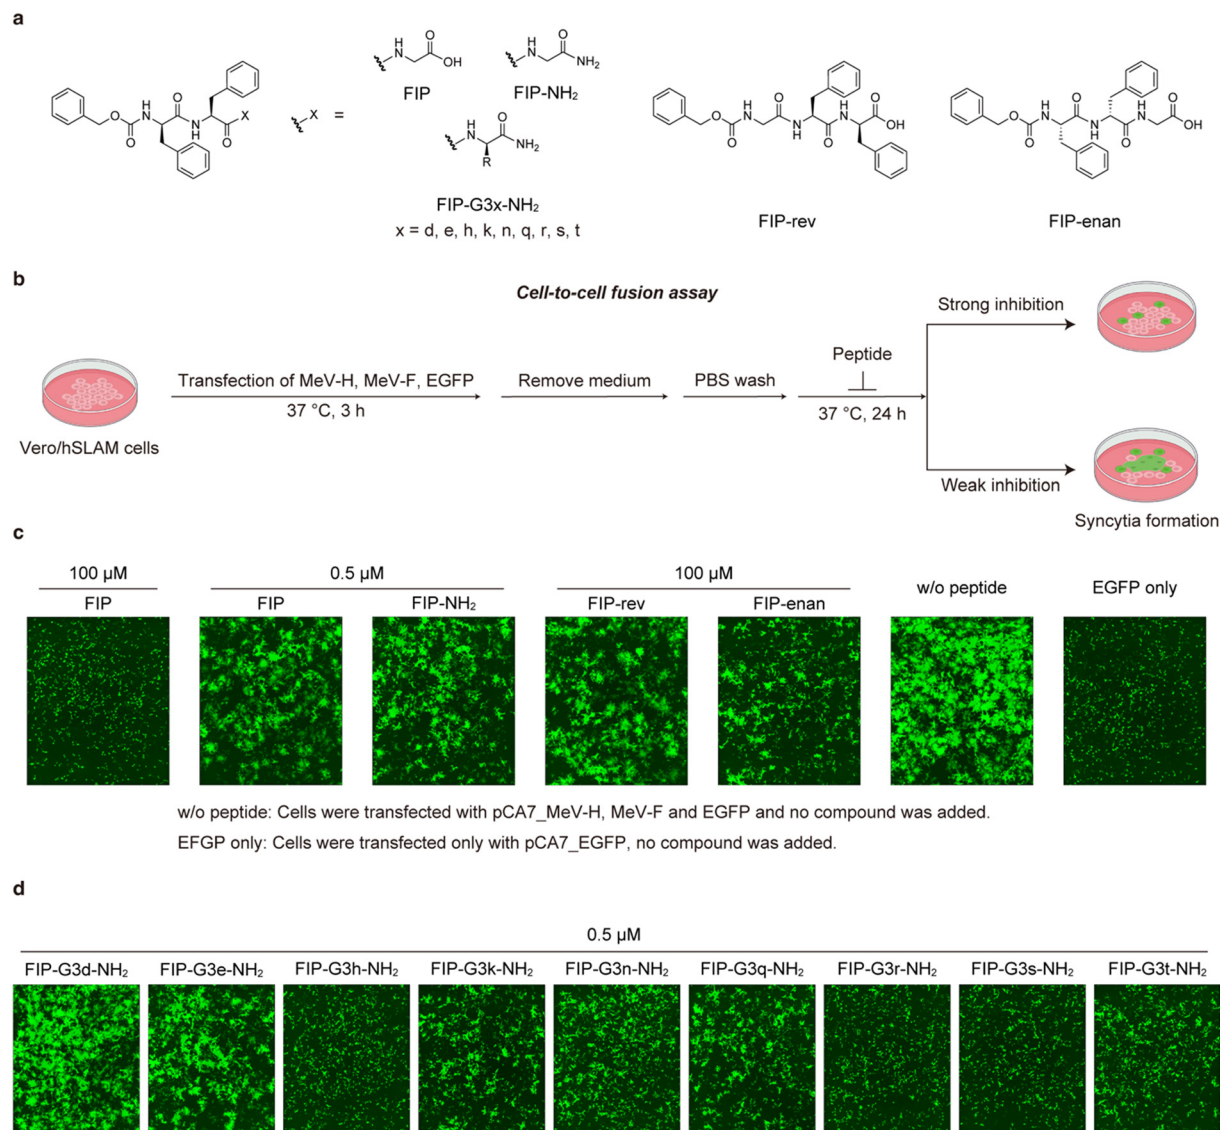 a
FIP
FIP-NH₂
X
X =
FIP-G3x-NH₂
x = d, e, h, k, n, q, r, s, t
FIP-rev
FIP-enan
b
Cell-to-cell fusion assay
Vero/hSLAM cells
Transfection of MeV-H, MeV-F, EGFP
37 °C, 3 h
Remove medium
PBS wash
Peptide
37 °C, 24 h
Strong inhibition
Weak inhibition
Syncytia formation
c
100 µM 0.5 µM 100 µM
FIP FIP FIP-NH₂ FIP-rev FIP-enan w/o peptide EGFP only
w/o peptide: Cells were transfected with pCA7_MeV-H, MeV-F and EGFP and no compound was added.
EFGP only: Cells were transfected only with pCA7_EGFP, no compound was added.
d
0.5 µM
FIP-G3d-NH₂ FIP-G3e-NH₂ FIP-G3h-NH₂ FIP-G3k-NH₂ FIP-G3n-NH₂ FIP-G3q-NH₂ FIP-G3r-NH₂ FIP-G3s-NH₂ FIP-G3t-NH₂